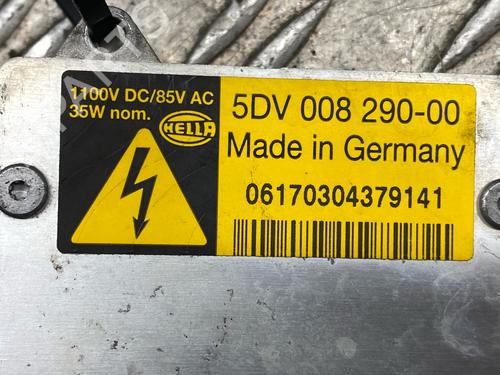 1100V DC/85V AC
35W nom.
HELLA
5DV 008 290-00
Made in Germany
06170304379141